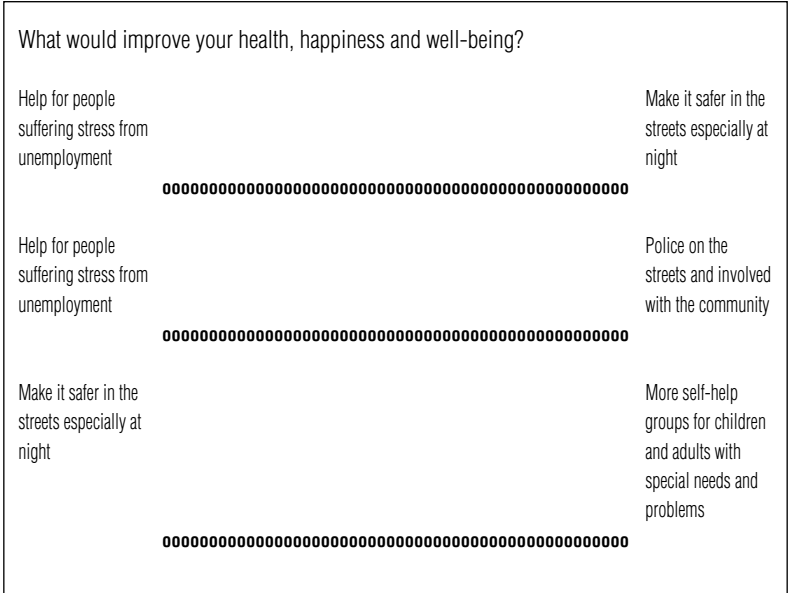 What would improve your health, happiness and well-being?
Help for people
suffering stress from
unemployment
Make it safer in the
streets especially at
night
ooooooooooooooooooooooooooooooooooooooooooooooooooo
Help for people
suffering stress from
unemployment
Police on the
streets and involved
with the community
ooooooooooooooooooooooooooooooooooooooooooooooooooo
Make it safer in the
streets especially at
night
More self-help
groups for children
and adults with
special needs and
problems
ooooooooooooooooooooooooooooooooooooooooooooooooooo